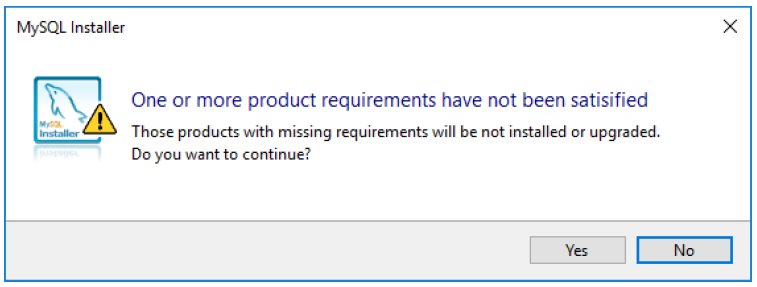 MySQL Installer
One or more product requirements have not been satisified
MySQL
Installer
Those products with missing requirements will be not installed or upgraded.
Do you want to continue?
Yes
No